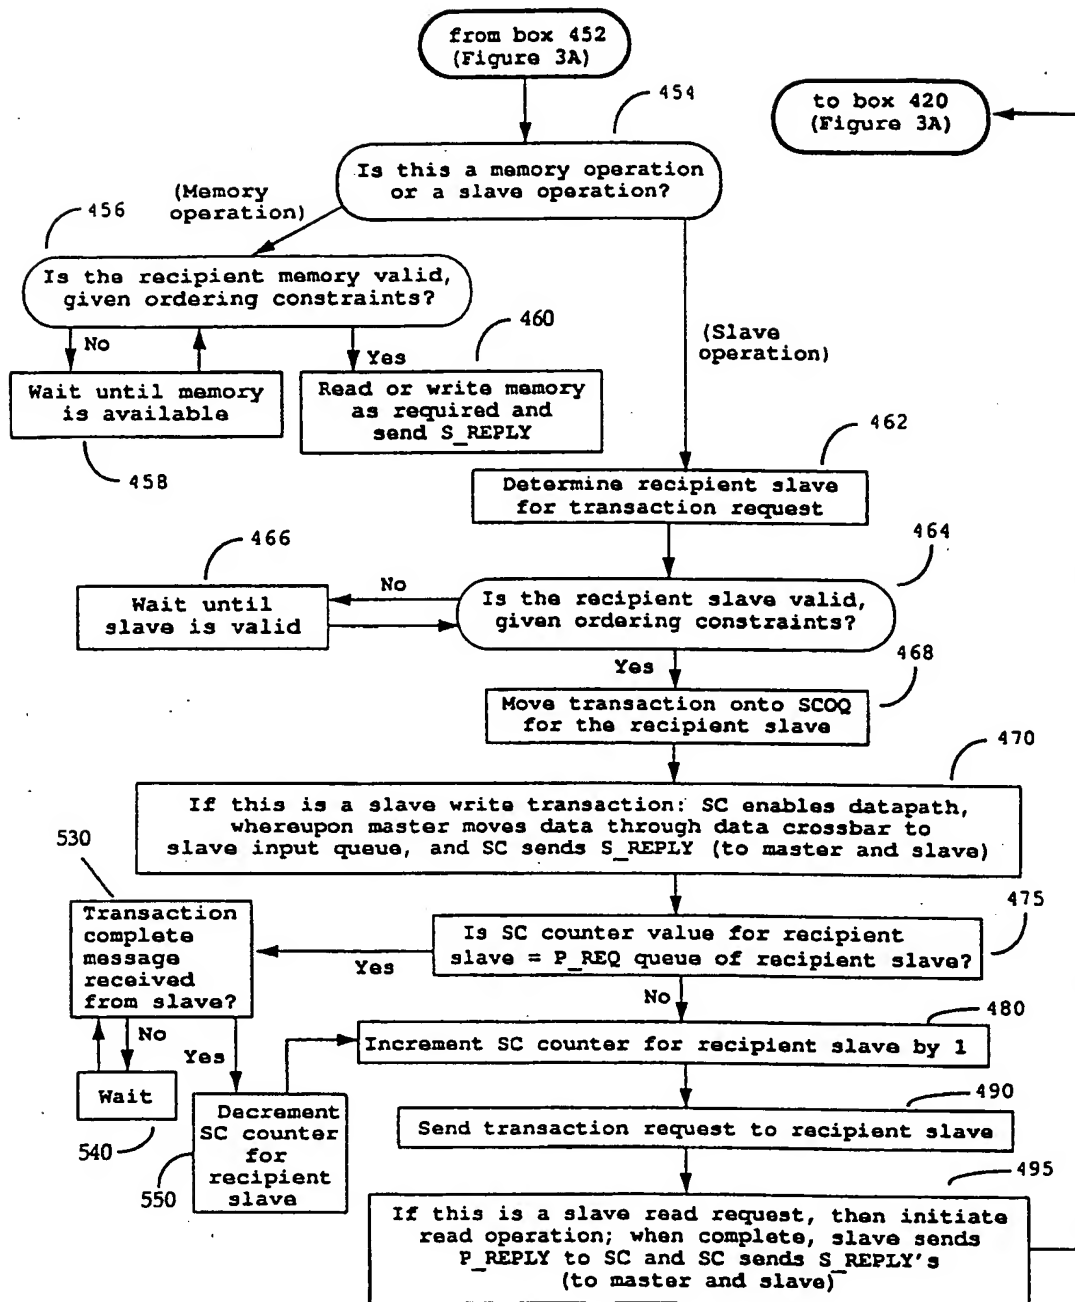 from box 452
(Figure 3A)
454
to box 420
(Figure 3A)
Is this a memory operation
or a slave operation?
(Memory
operation)
456
Is the recipient memory valid,
given ordering constraints?
No
Yes
460
(Slave
operation)
Wait until memory
is available
458
Read or write memory
as required and
send S_REPLY
462
Determine recipient slave
for transaction request
464
466
No
Wait until
slave is valid
Is the recipient slave valid,
given ordering constraints?
Yes
468
Move transaction onto SCOQ
for the recipient slave
470
If this is a slave write transaction: SC enables datapath,
whereupon master moves data through data crossbar to
slave input queue, and SC sends S_REPLY (to master and slave)
530
475
Transaction
complete
message
received
from slave?
Yes
Is SC counter value for recipient
slave = P_REQ queue of recipient slave?
No
480
No
Yes
Increment SC counter for recipient slave by 1
Wait
540
490
Decrement
SC counter
for
recipient
slave
550
Send transaction request to recipient slave
495
If this is a slave read request, then initiate
read operation; when complete, slave sends
P_REPLY to SC and SC sends S_REPLY's
(to master and slave)